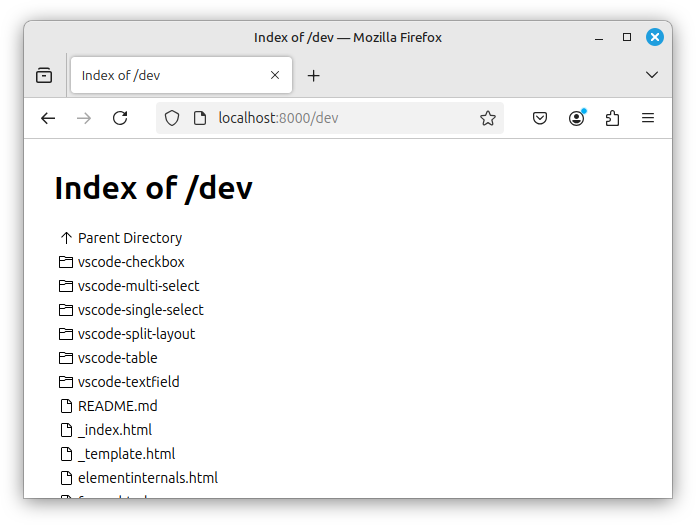 Index of /dev — Mozilla Firefox
Index of /dev
localhost:8000/dev
Index of /dev
Parent Directory
vscode-checkbox
vscode-multi-select
vscode-single-select
vscode-split-layout
vscode-table
vscode-textfield
README.md
_index.html
_template.html
elementinternals.html